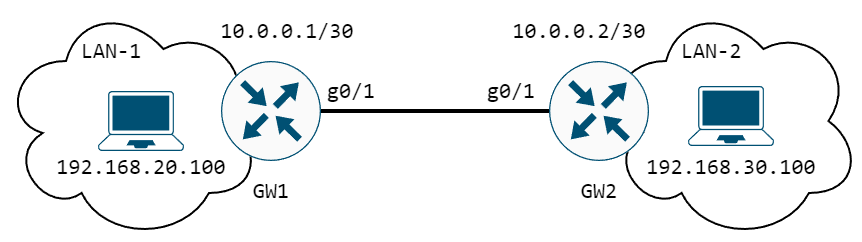 10.0.0.1/30
10.0.0.2/30
LAN-1
LAN-2
g0/1
g0/1
192.168.20.100
192.168.30.100
GW1
GW2